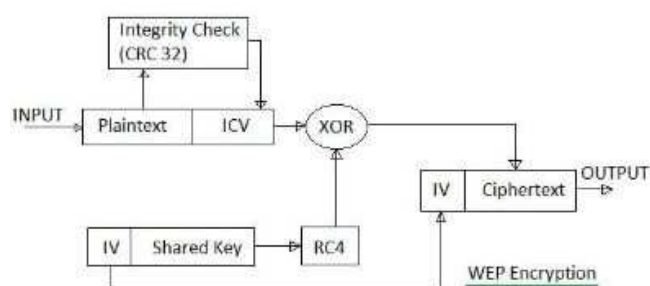 Integrity Check
(CRC 32)
INPUT
Plaintext
ICV
XOR
OUTPUT
IV
Ciphertext
IV
Shared Key
RC4
WEP Encryption